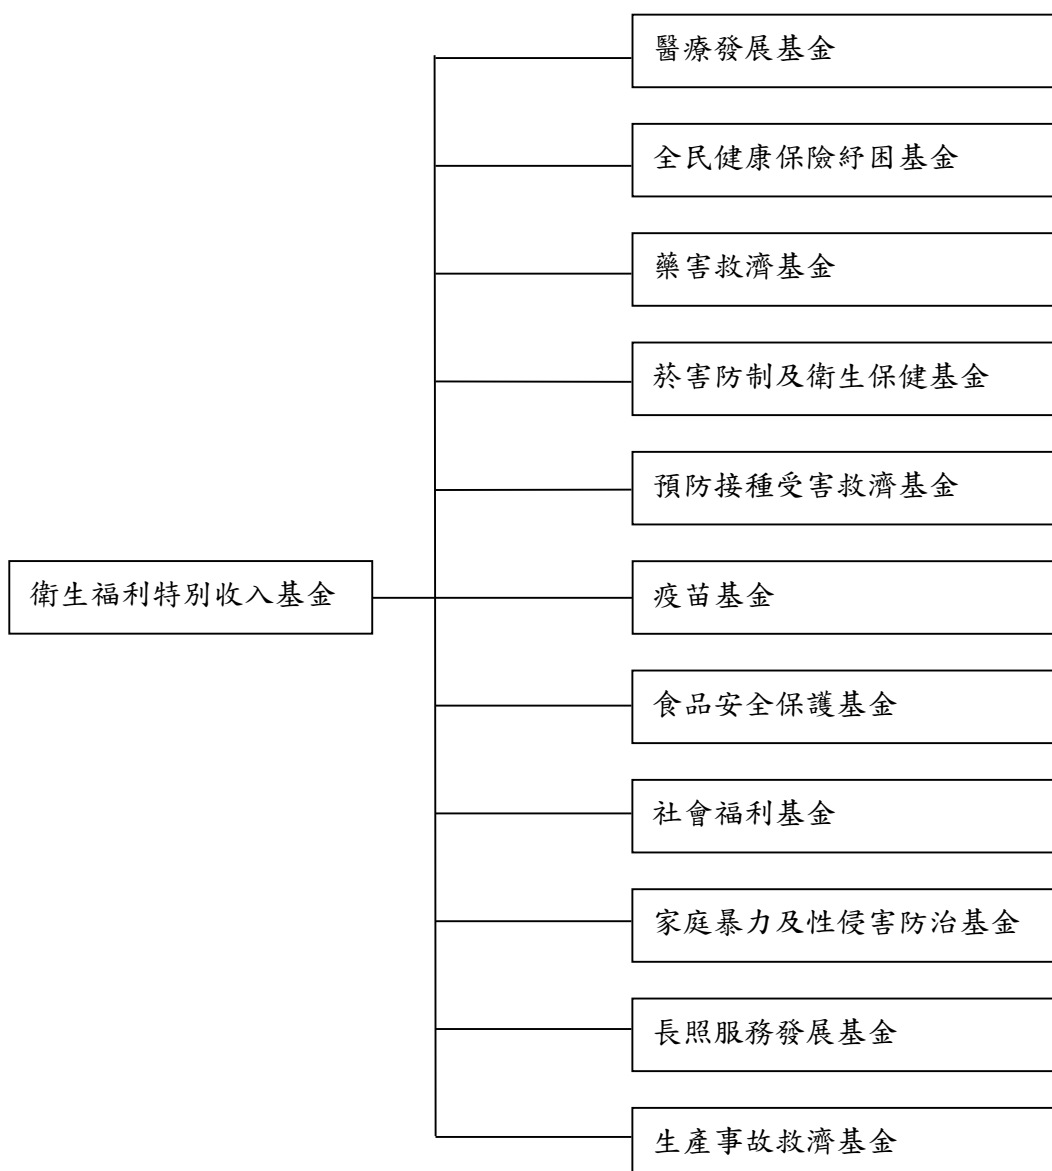 衛生福利特別收入基金
醫療發展基金
全民健康保險紓困基金
藥害救濟基金
菸害防制及衛生保健基金
預防接種受害救濟基金
疫苗基金
食品安全保護基金
社會福利基金
家庭暴力及性侵害防治基金
長照服務發展基金
生產事故救濟基金